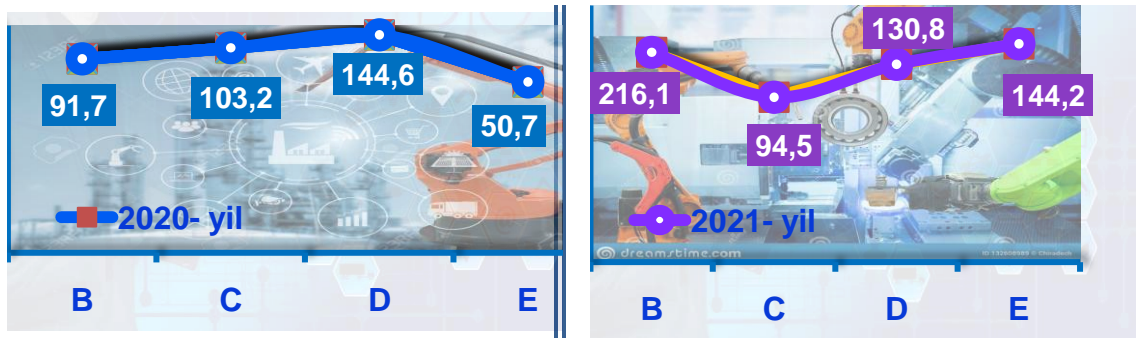 91,7
103,2
144,6
50,7
2020- yil
B C D E
216,1
94,5
130,8
144,2
2021- yil
dreamstime.com
B C D E